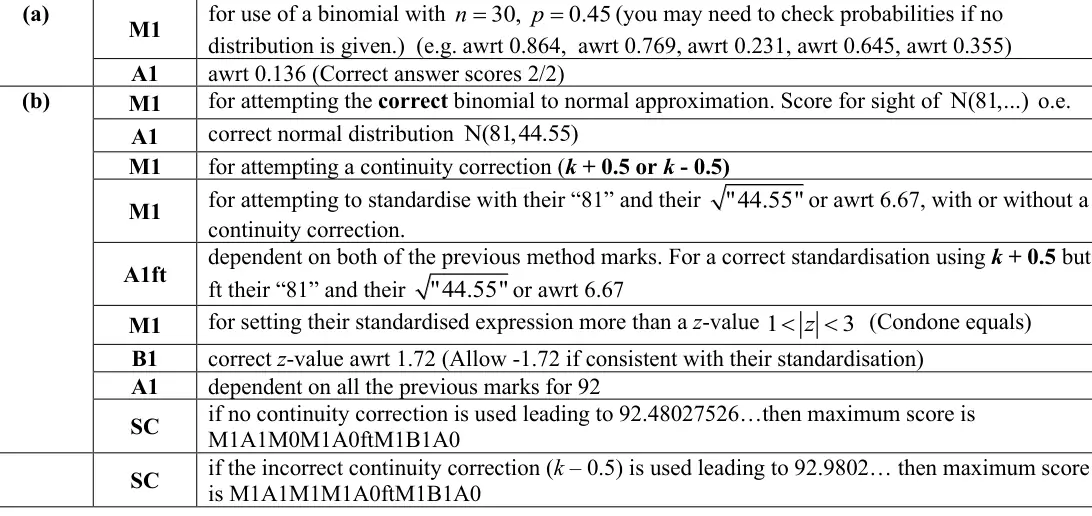 (a) M1 for use of a binomial with n = 30, p = 0.45 (you may need to check probabilities if no
distribution is given.) (e.g. awrt 0.864, awrt 0.769, awrt 0.231, awrt 0.645, awrt 0.355)
A1 awrt 0.136 (Correct answer scores 2/2)
(b) M1 for attempting the correct binomial to normal approximation. Score for sight of N(81,...) o.e.
A1 correct normal distribution N(81,44.55)
M1 for attempting a continuity correction (k + 0.5 or k - 0.5)
M1 for attempting to standardise with their “81” and their √"44.55" or awrt 6.67, with or without a
continuity correction.
A1ft dependent on both of the previous method marks. For a correct standardisation using k + 0.5 but
ft their “81” and their √"44.55" or awrt 6.67
M1 for setting their standardised expression more than a z-value 1 < |z| < 3 (Condone equals)
B1 correct z-value awrt 1.72 (Allow -1.72 if consistent with their standardisation)
A1 dependent on all the previous marks for 92
SC if no continuity correction is used leading to 92.48027526…then maximum score is
M1A1M0M1A0ftM1B1A0
SC if the incorrect continuity correction (k – 0.5) is used leading to 92.9802… then maximum score
is M1A1M1M1A0ftM1B1A0